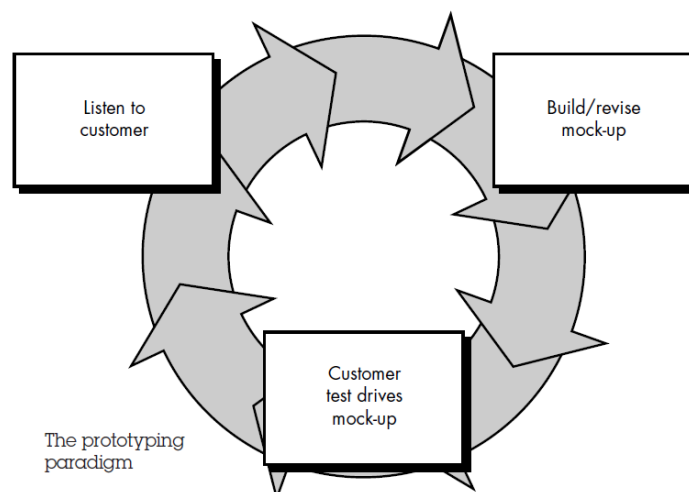 Listen to
customer
Build/revise
mock-up
Customer
test drives
mock-up
The prototyping
paradigm